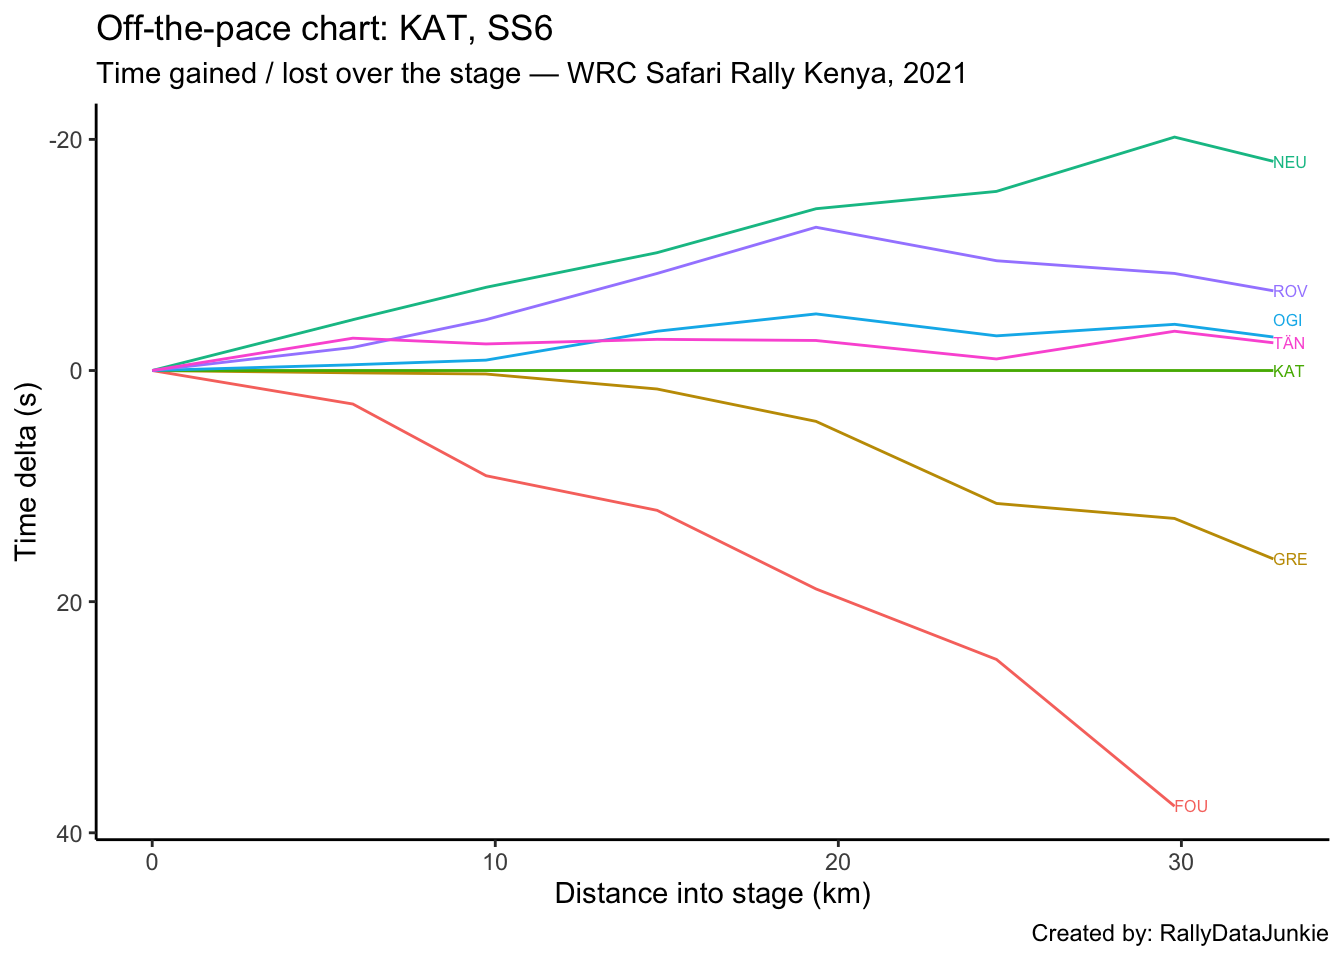 Off-the-pace chart: KAT, SS6
Time gained / lost over the stage — WRC Safari Rally Kenya, 2021
-20
0
20
40
Time delta (s)
NEU
ROV
OGI
TÄN
KAT
GRE
FOU
0 10 20 30
Distance into stage (km)
Created by: RallyDataJunkie